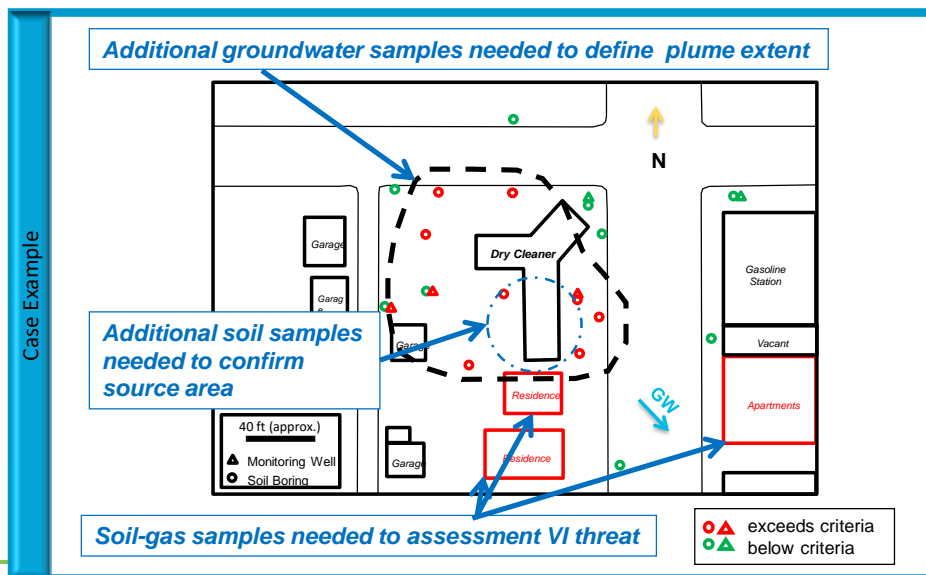 Case Example
Additional groundwater samples needed to define plume extent
N
Garage
Dry Cleaner
Gasoline
Station
Garag
e
Additional soil samples
needed to confirm
source area
Garage
Vacant
GW
Residence
Apartments
40 ft (approx.)
Monitoring Well
Soil Boring
Garage
Residence
Soil-gas samples needed to assessment VI threat
exceeds criteria
below criteria